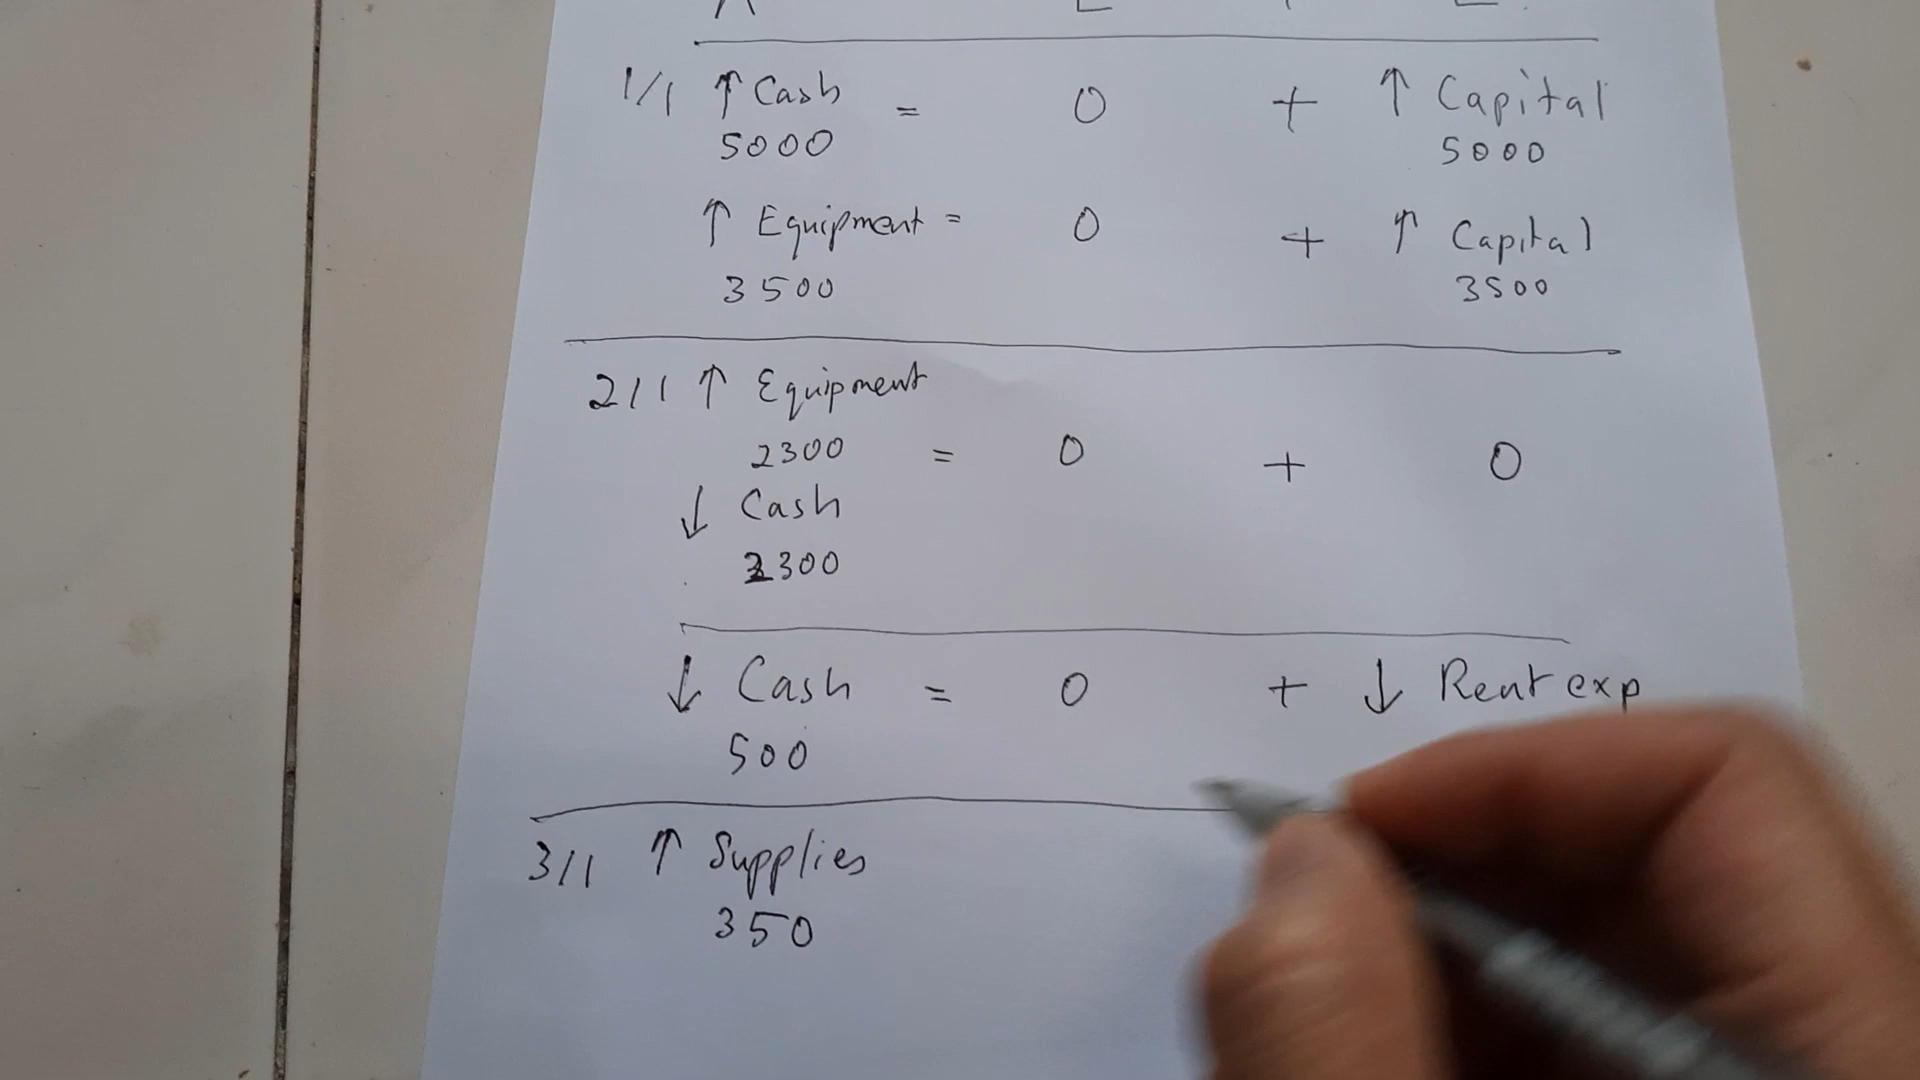 1/1 ↑ Cash = 0 + ↑ Capital
5000 5000
↑ Equipment = 0 + ↑ Capital
3500 3500
2/1 ↑ Equipment
2300 = 0 + 0
↓ Cash
2300
↓ Cash = 0 + ↓ Rent exp
500
3/1 ↑ Supplies
350